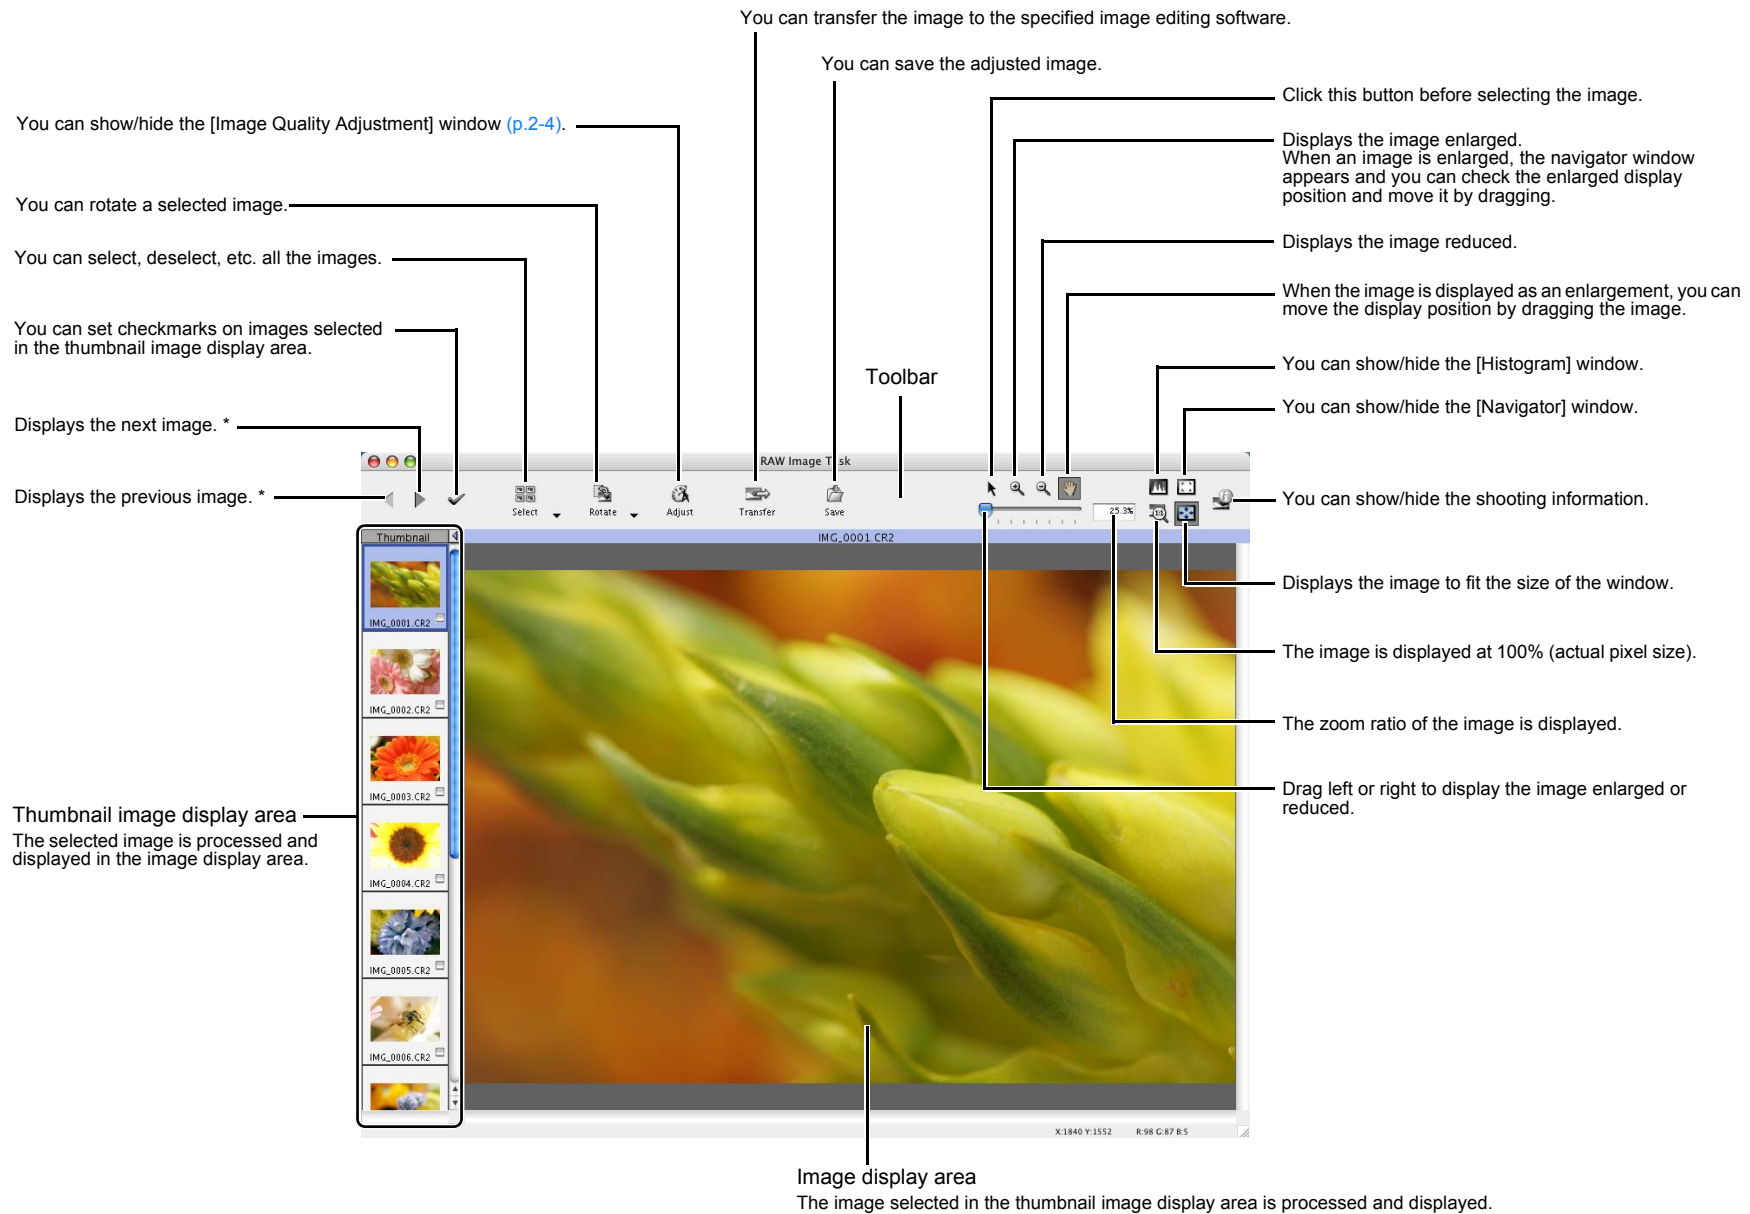 You can transfer the image to the specified image editing software.
You can save the adjusted image.
Click this button before selecting the image.
You can show/hide the [Image Quality Adjustment] window (p.2-4).
Displays the image enlarged.
When an image is enlarged, the navigator window
appears and you can check the enlarged display
position and move it by dragging.
You can rotate a selected image.
Displays the image reduced.
You can select, deselect, etc. all the images.
When the image is displayed as an enlargement, you can
move the display position by dragging the image.
You can set checkmarks on images selected
in the thumbnail image display area.
You can show/hide the [Histogram] window.
Toolbar
You can show/hide the [Navigator] window.
Displays the next image. *
RAW Image Task
Displays the previous image. *
You can show/hide the shooting information.
Select
Rotate
Adjust
Transfer
Save
25.3%
1:1
Thumbnail
IMG_0001.CR2
Displays the image to fit the size of the window.
IMG_0001.CR2
The image is displayed at 100% (actual pixel size).
IMG_0002.CR2
The zoom ratio of the image is displayed.
IMG_0003.CR2
Drag left or right to display the image enlarged or
reduced.
Thumbnail image display area
The selected image is processed and
displayed in the image display area.
IMG_0004.CR2
IMG_0005.CR2
IMG_0006.CR2
X:1840 Y:1552
R:98 G:87 B:5
Image display area
The image selected in the thumbnail image display area is processed and displayed.